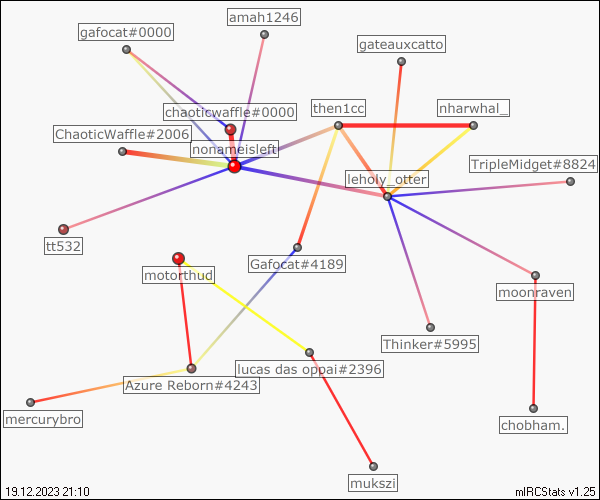 amah1246
gafocat#0000
gateauxcatto
chaoticwaffle#0000
then1cc
nharwhal_
ChaoticWaffle#2006
nonameisleft
TripleMidget#8824
leholy_otter
tt532
Gafocat#4189
motorthud
moonraven
Thinker#5995
lucas das oppai#2396
Azure Reborn#4243
mercurybro
chobham.
mukszi
19.12.2023 21:10
mIRCStats v1.25